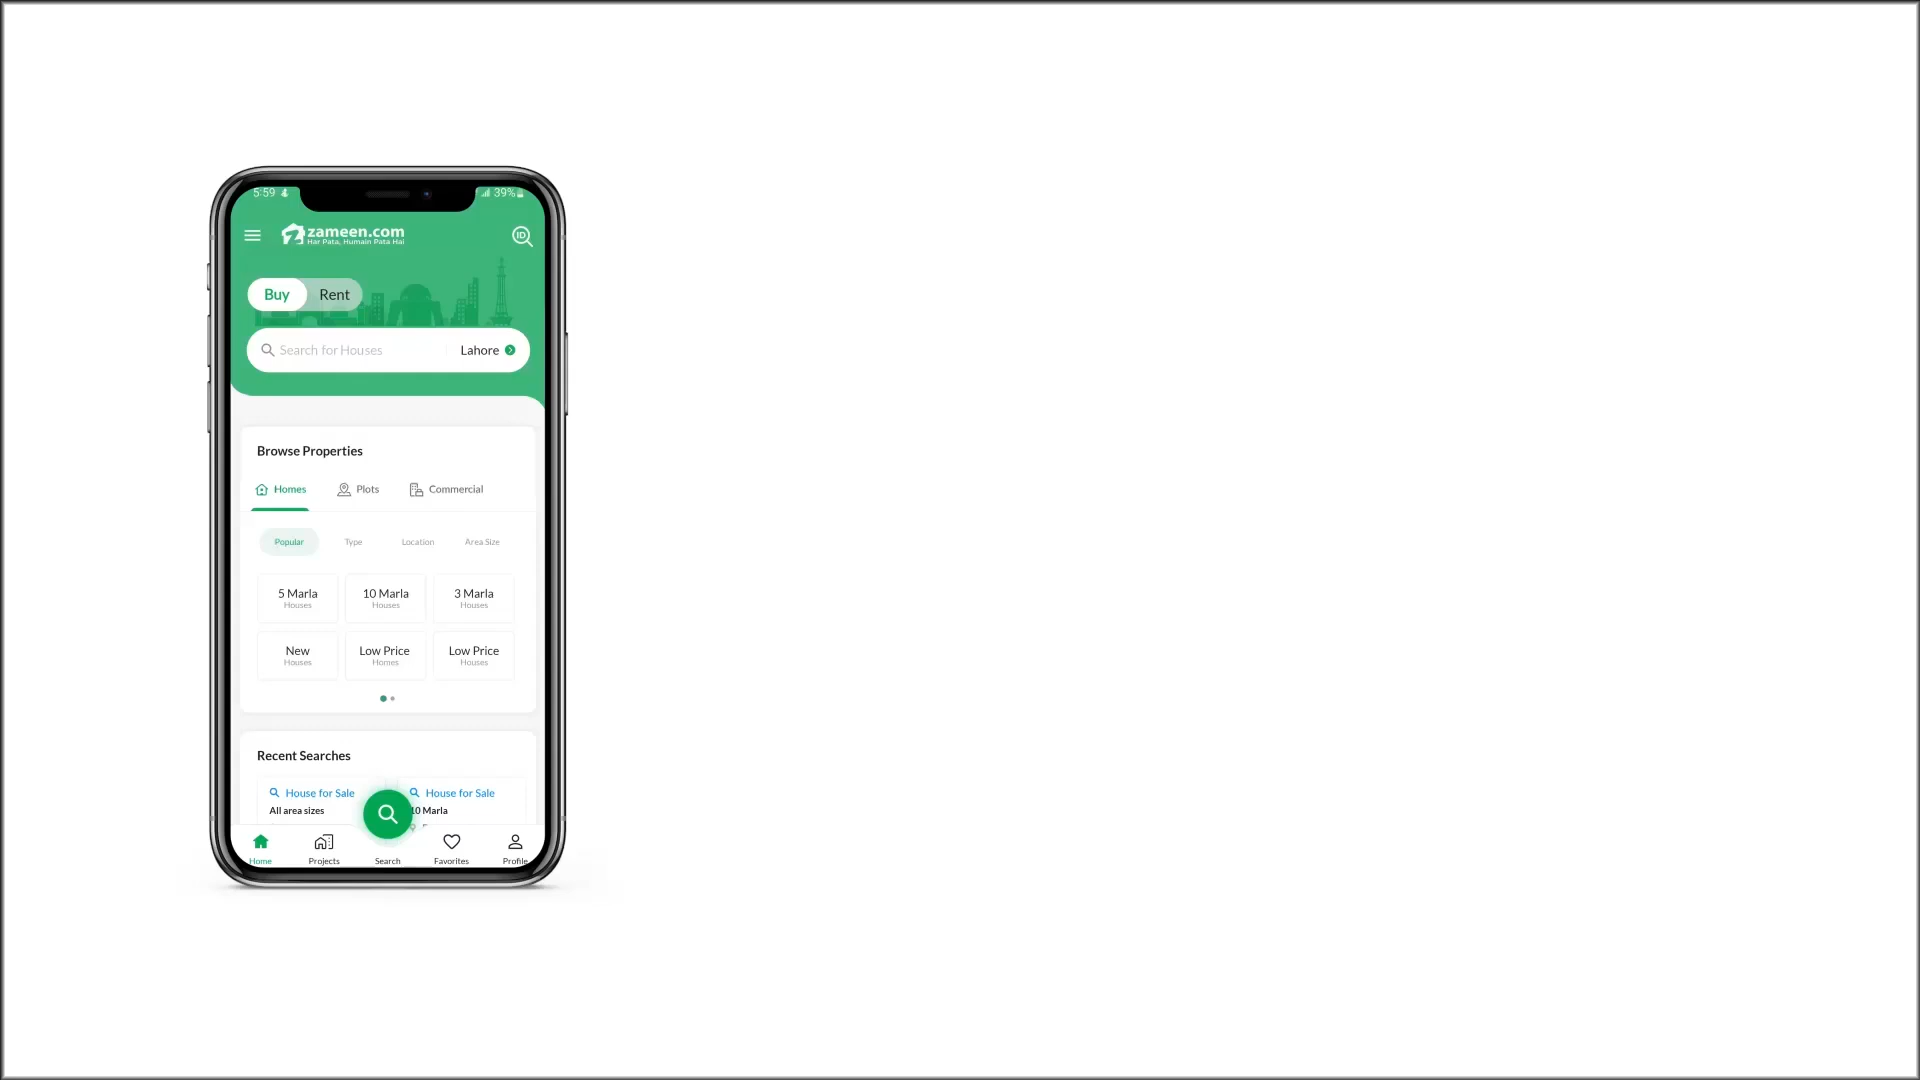 5:59
39%
zameen.com
Har Pata, Humain Pata Hai
ID
Buy Rent
Search for Houses Lahore
Browse Properties
Homes Plots Commercial
Popular Type Location Area Size
5 Marla 10 Marla 3 Marla
Houses Houses Houses
New Low Price Low Price
Houses Homes Houses
Recent Searches
House for Sale House for Sale
All area sizes 10 Marla
Home Projects Search Favorites Profile